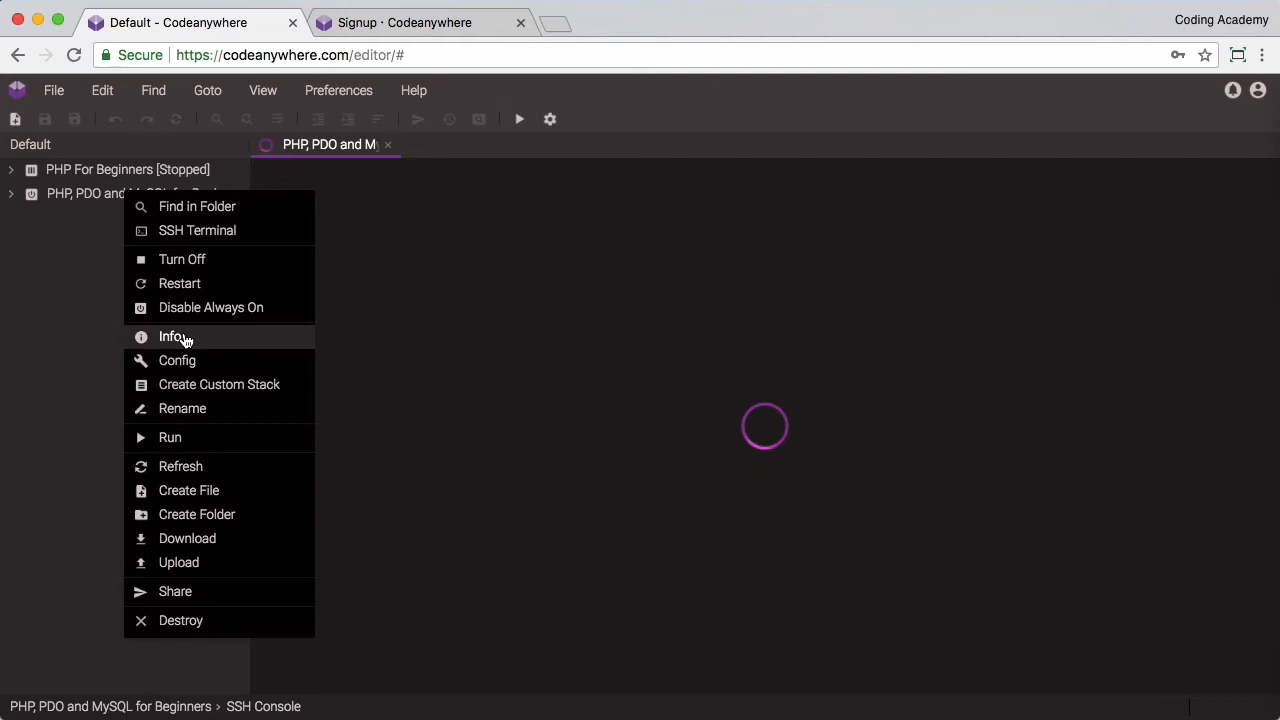 Default - Codeanywhere
Signup · Codeanywhere
Coding Academy
Secure https://codeanywhere.com/editor/#
File Edit Find Goto View Preferences Help
Default
PHP, PDO and M
PHP For Beginners [Stopped]
PHP, PDO and
Find in Folder
SSH Terminal
Turn Off
Restart
Disable Always On
Info
Config
Create Custom Stack
Rename
Run
Refresh
Create File
Create Folder
Download
Upload
Share
Destroy
PHP, PDO and MySQL for Beginners › SSH Console